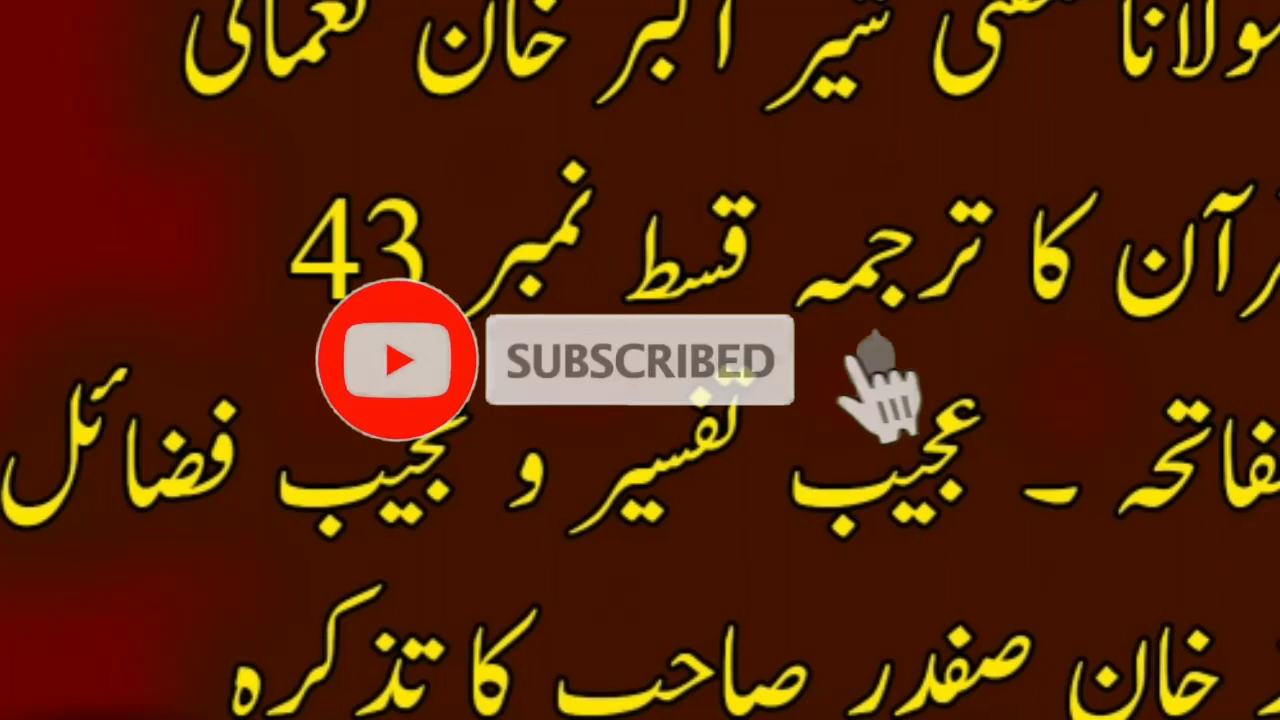 شیر اکبر خان نعمانی
کا ترجمہ قسط نمبر 43
SUBSCRIBED
۔ عجیب تفسیر و عجیب فضائل
خان صفدر صاحب کا تذکرہ